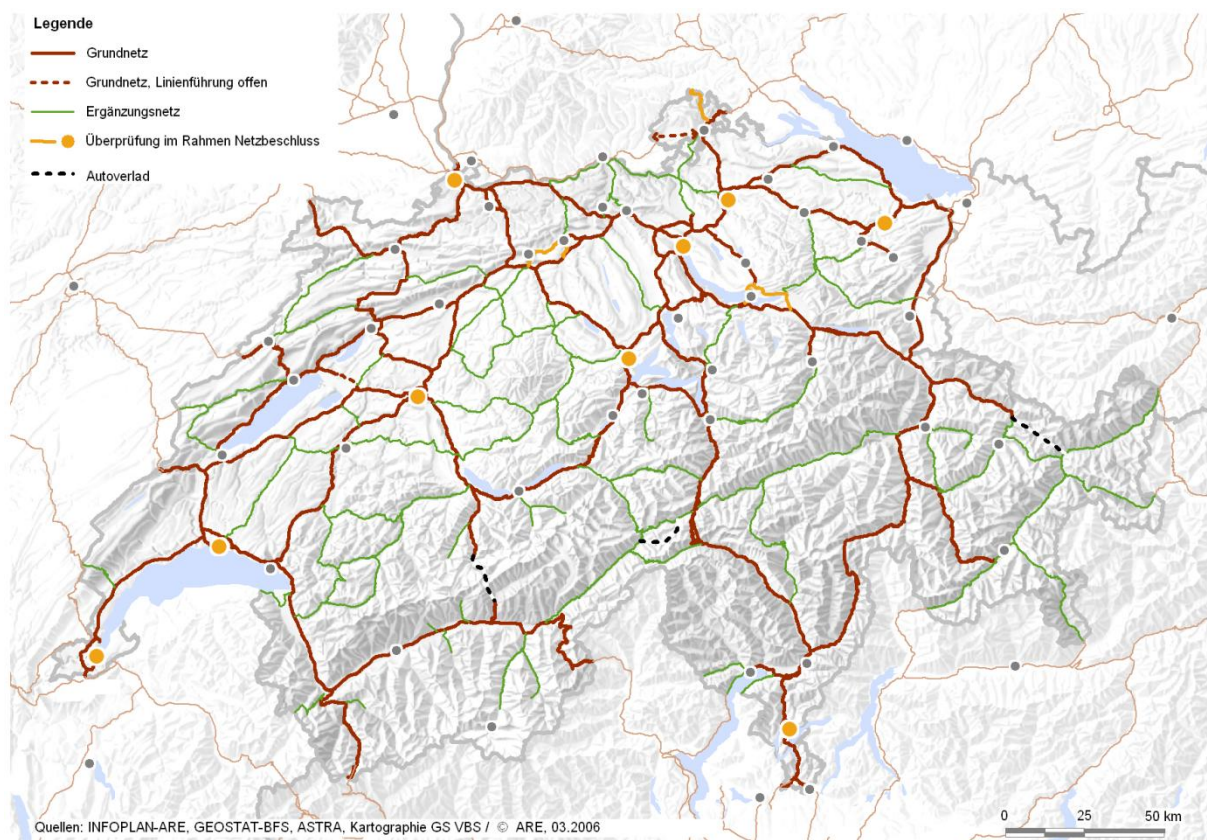 Legende
Grundnetz
Grundnetz, Linienführung offen
Ergänzungsnetz
Überprüfung im Rahmen Netzbeschluss
Autoverlad
Quellen: INFOPLAN-ARE, GEOSTAT-BFS, ASTRA, Kartographie GS VBS / © ARE, 03.2006
0 25 50 km